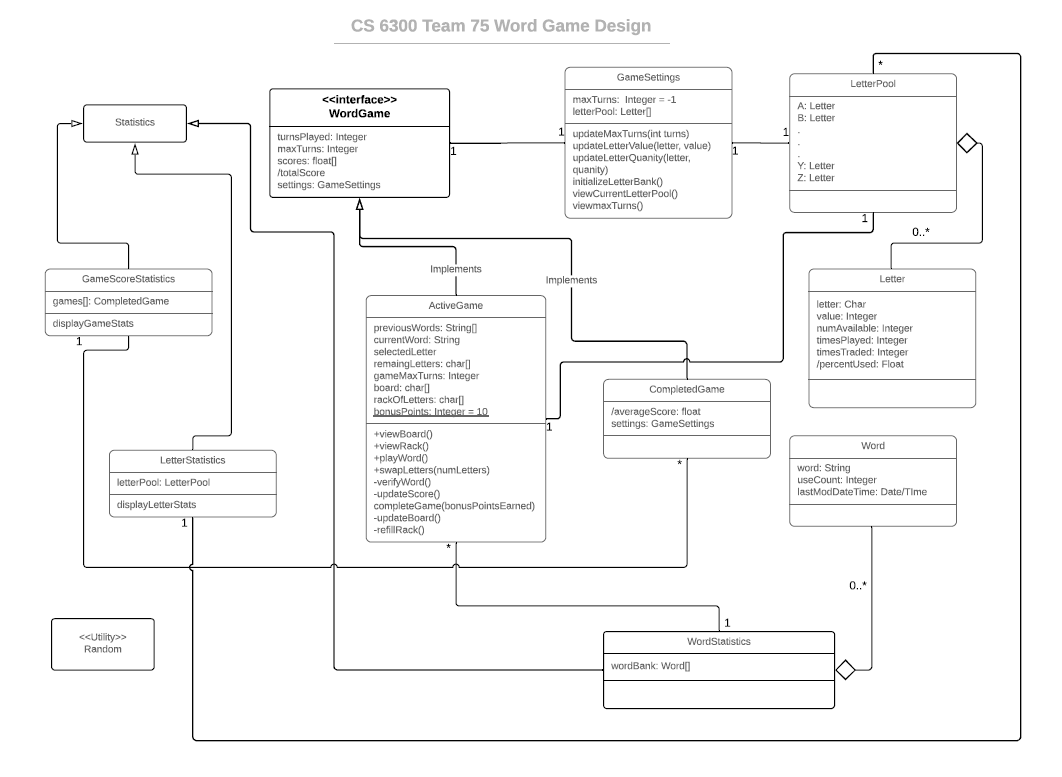 CS 6300 Team 75 Word Game Design
Statistics
<<interface>>
WordGame
turnsPlayed: Integer
maxTurns: Integer
scores: float[]
/totalScore
settings: GameSettings
1
1
GameSettings
maxTurns:  Integer = -1
letterPool: Letter[]
updateMaxTurns(int turns)
updateLetterValue(letter, value)
updateLetterQuanity(letter,
quanity)
initializeLetterBank()
viewCurrentLetterPool()
viewmaxTurns()
1
1
*
LetterPool
A: Letter
B: Letter
.
.
.
Y: Letter
Z: Letter
1
0..*
Letter
letter: Char
value: Integer
numAvailable: Integer
timesPlayed: Integer
timesTraded: Integer
/percentUsed: Float
GameScoreStatistics
games[]: CompletedGame
displayGameStats
1
Implements
Implements
ActiveGame
previousWords: String[]
currentWord: String
selectedLetter
remaingLetters: char[]
gameMaxTurns: Integer
board: char[]
rackOfLetters: char[]
bonusPoints: Integer = 10
1
+viewBoard()
+viewRack()
+playWord()
+swapLetters(numLetters)
-verifyWord()
-updateScore()
completeGame(bonusPointsEarned)
-updateBoard()
-refillRack()
*
CompletedGame
/averageScore: float
settings: GameSettings
*
Word
word: String
useCount: Integer
lastModDateTime: Date/TIme
0..*
LetterStatistics
letterPool: LetterPool
displayLetterStats
1
<<Utility>>
Random
1
WordStatistics
wordBank: Word[]